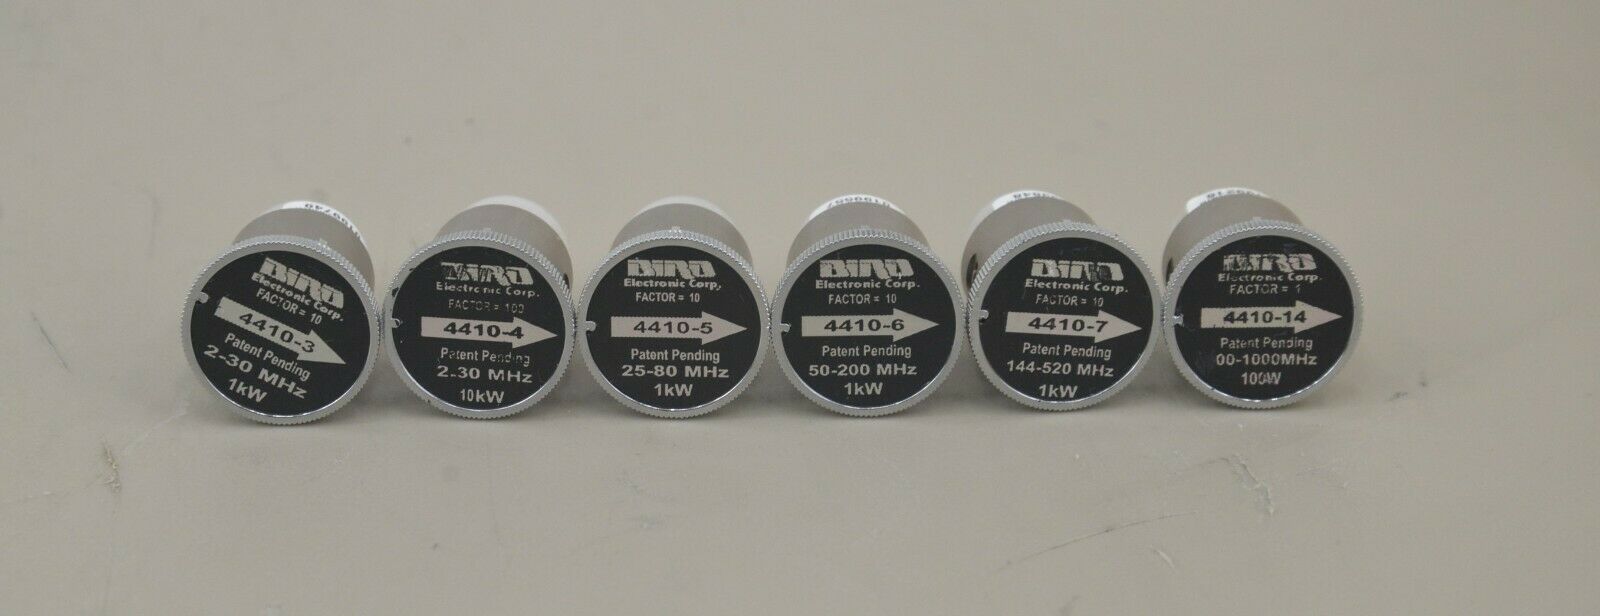 BIRD
Electronic Corp.
FACTOR = 10
4410-3
Patent Pending
2-30 MHz
1kW
BIRD
Electronic Corp.
FACTOR = 100
4410-4
Patent Pending
2-30 MHz
10kW
BIRD
Electronic Corp.
FACTOR = 10
4410-5
Patent Pending
25-80 MHz
1kW
BIRD
Electronic Corp.
FACTOR = 10
4410-6
Patent Pending
50-200 MHz
1kW
BIRD
Electronic Corp.
FACTOR = 10
4410-7
Patent Pending
144-520 MHz
1kW
BIRD
Electronic Corp.
FACTOR = 1
4410-14
Patent Pending
00-1000MHz
100W